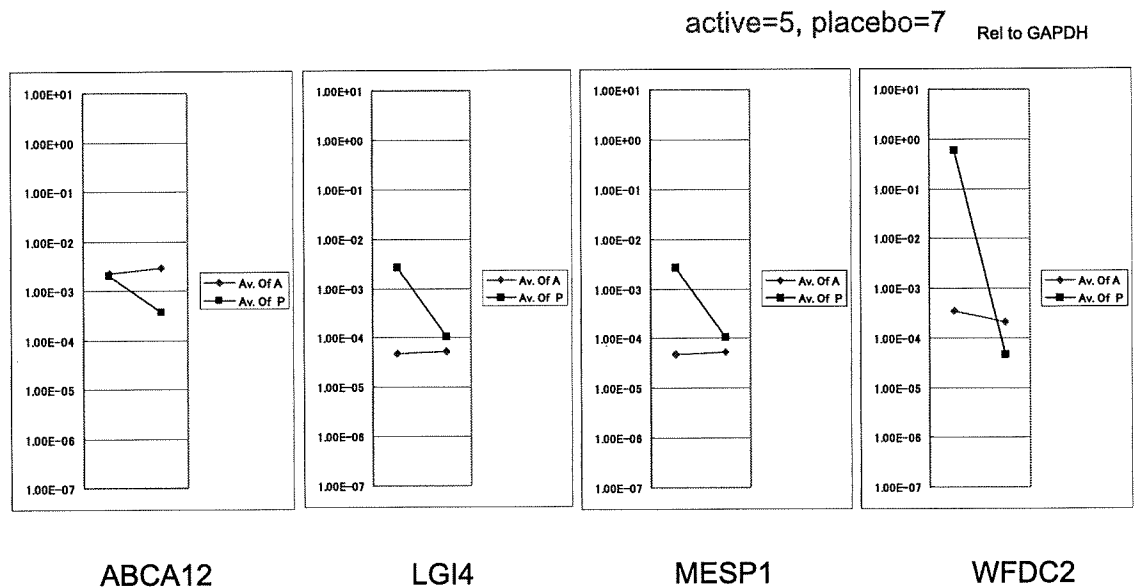 active=5, placebo=7 Rel to GAPDH
1.00E+01
1.00E+00
1.00E-01
1.00E-02
1.00E-03
1.00E-04
1.00E-05
1.00E-06
1.00E-07
Av. Of A
Av. Of P
ABCA12
1.00E+01
1.00E+00
1.00E-01
1.00E-02
1.00E-03
1.00E-04
1.00E-05
1.00E-06
1.00E-07
Av. Of A
Av. Of P
LGI4
1.00E+01
1.00E+00
1.00E-01
1.00E-02
1.00E-03
1.00E-04
1.00E-05
1.00E-06
1.00E-07
Av. Of A
Av. Of P
MESP1
1.00E+01
1.00E+00
1.00E-01
1.00E-02
1.00E-03
1.00E-04
1.00E-05
1.00E-06
1.00E-07
Av. Of A
Av. Of P
WFDC2